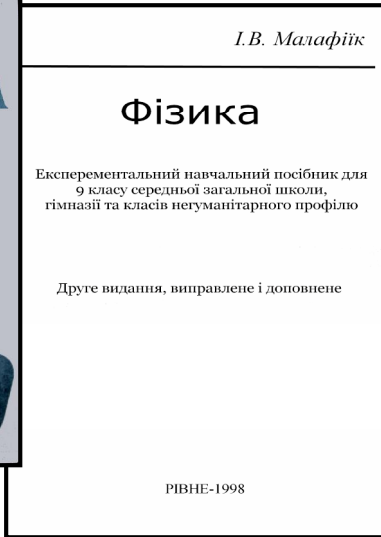 І.В. Малафіїк
Фізика
Експерементальний навчальний посібник для
9 класу середньої загальної школи,
гімназії та класів негуманітарного профілю
Друге видання, виправлене і доповнене
РІВНЕ-1998